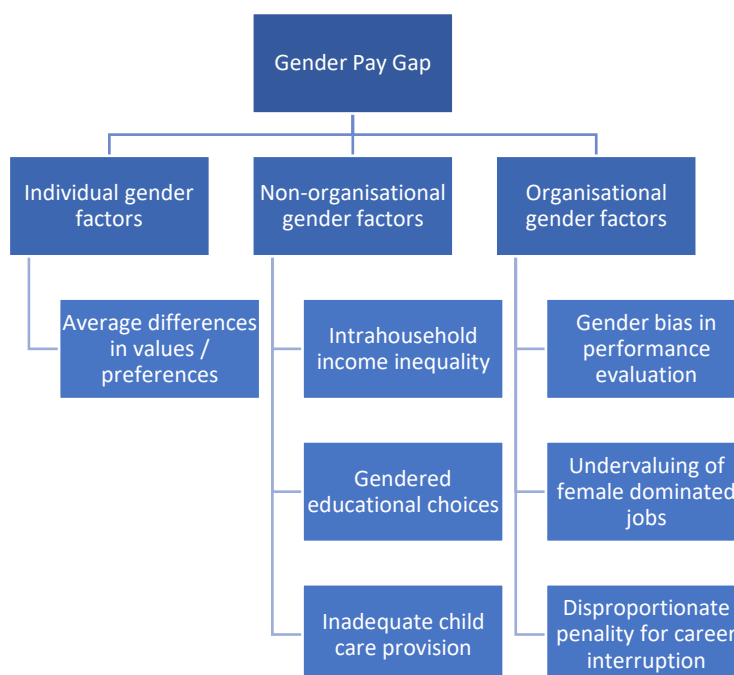 Gender Pay Gap
Individual gender
factors
Non-organisational
gender factors
Organisational
gender factors
Average differences
in values /
preferences
Intrahousehold
income inequality
Gender bias in
performance
evaluation
Gendered
educational choices
Undervaluing of
female dominated
jobs
Inadequate child
care provision
Disproportionate
penality for career
interruption